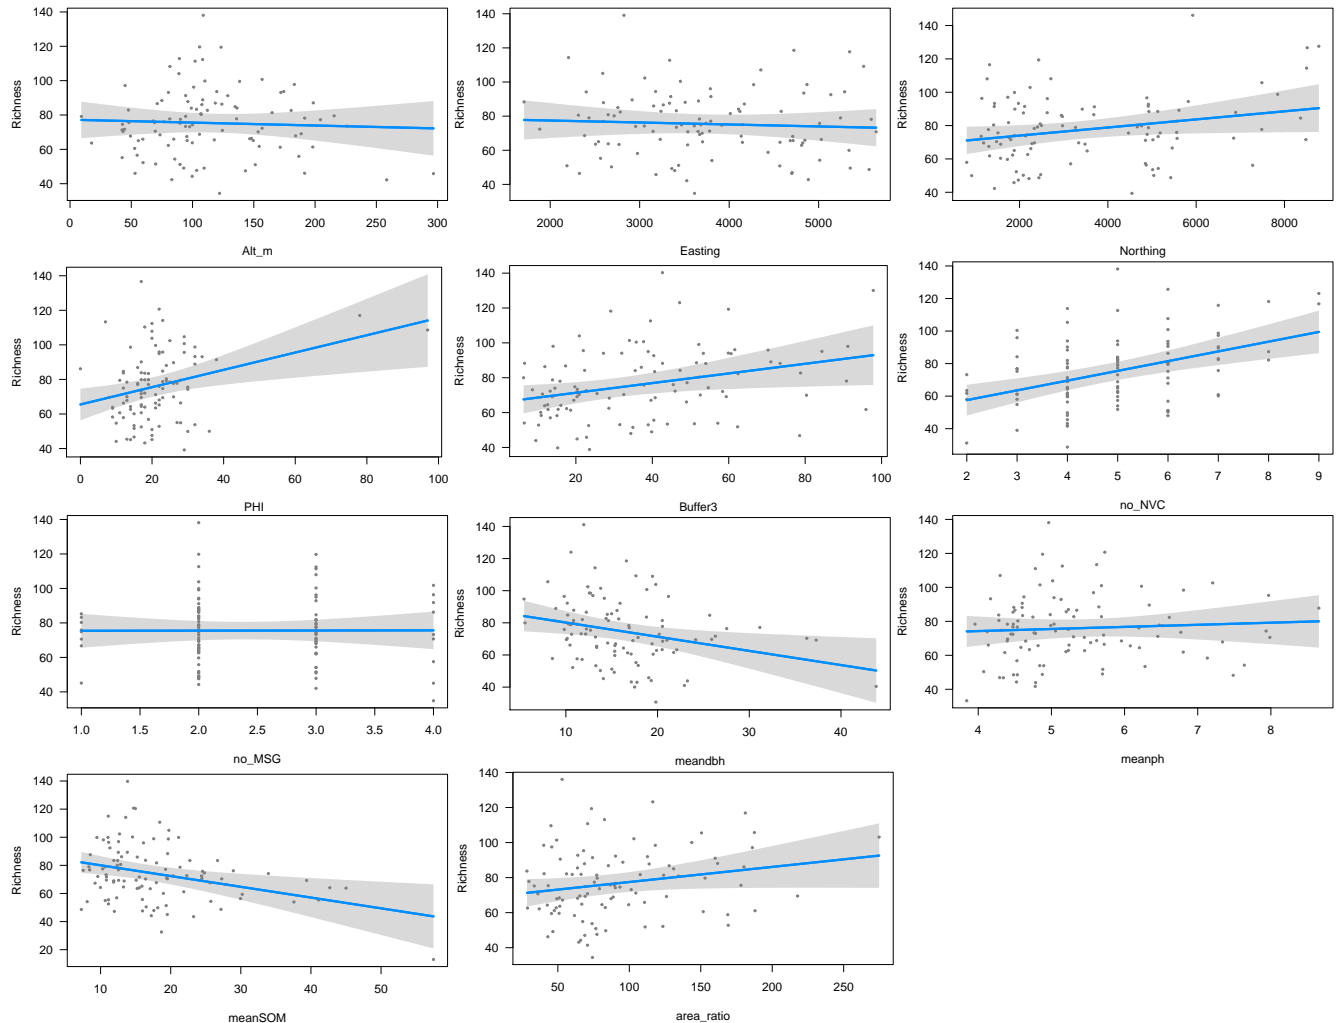 140
120
100
80
60
40
Richness
0 50 100 150 200 250 300
Alt_m
140
120
100
80
60
40
Richness
2000 3000 4000 5000
Easting
140
120
100
80
60
40
Richness
2000 4000 6000 8000
Northing
140
120
100
80
60
40
Richness
0 20 40 60 80 100
PHI
140
120
100
80
60
40
Richness
20 40 60 80 100
Buffer3
140
120
100
80
60
40
Richness
2 3 4 5 6 7 8 9
no_NVC
140
120
100
80
60
40
Richness
1.0 1.5 2.0 2.5 3.0 3.5 4.0
no_MSG
140
120
100
80
60
40
Richness
10 20 30 40
meandbh
140
120
100
80
60
40
Richness
4 5 6 7 8
meanph
140
120
100
80
60
40
20
Richness
10 20 30 40 50
meanSOM
140
120
100
80
60
40
Richness
50 100 150 200 250
area_ratio